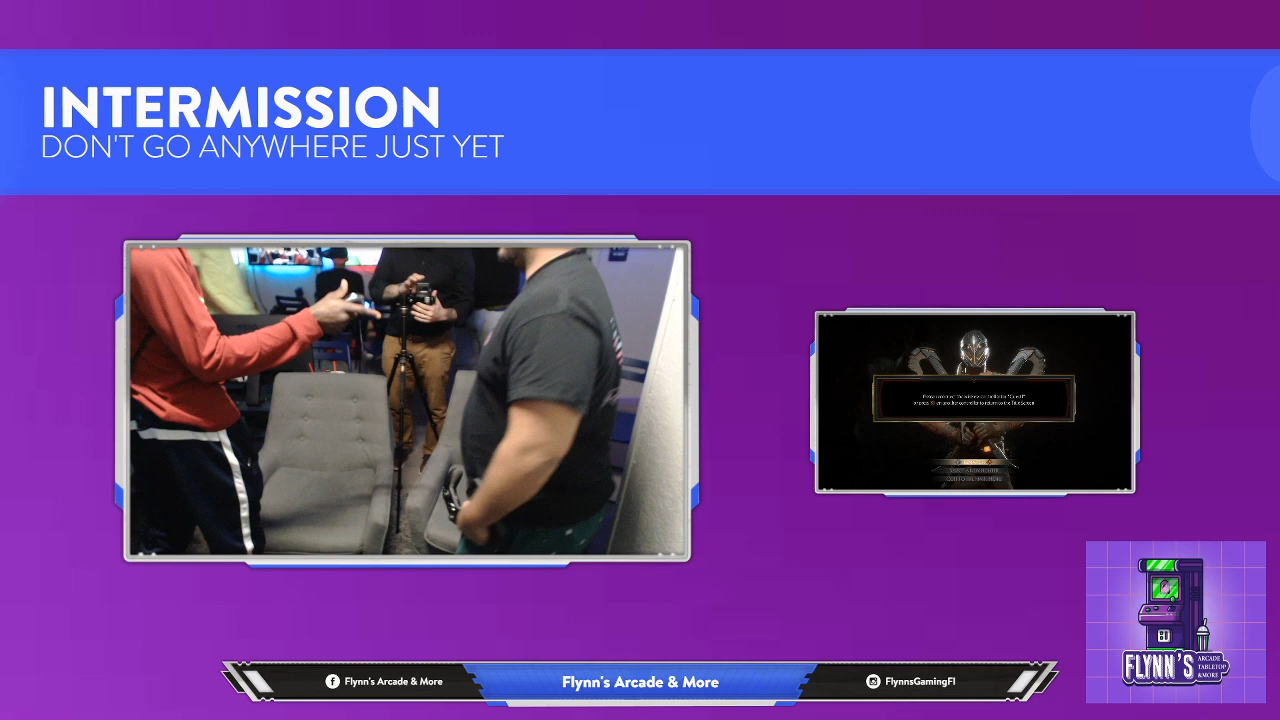 INTERMISSION
DON'T GO ANYWHERE JUST YET
Flynn's Arcade & More
Flynn's Arcade & More
FlynnsGamingFl
FLYNN'S
ARCADE
TABLETOP
&MORE